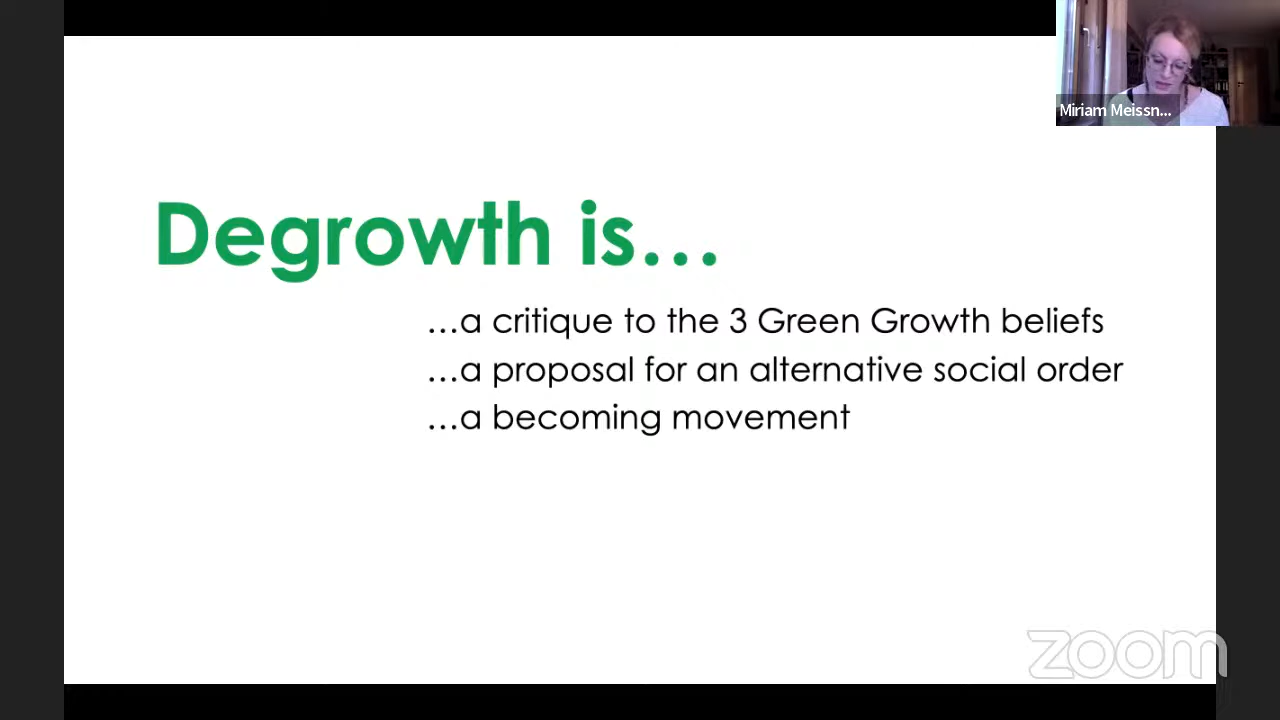 Miriam Meissn...
Degrowth is...
...a critique to the 3 Green Growth beliefs
...a proposal for an alternative social order
...a becoming movement
zoom